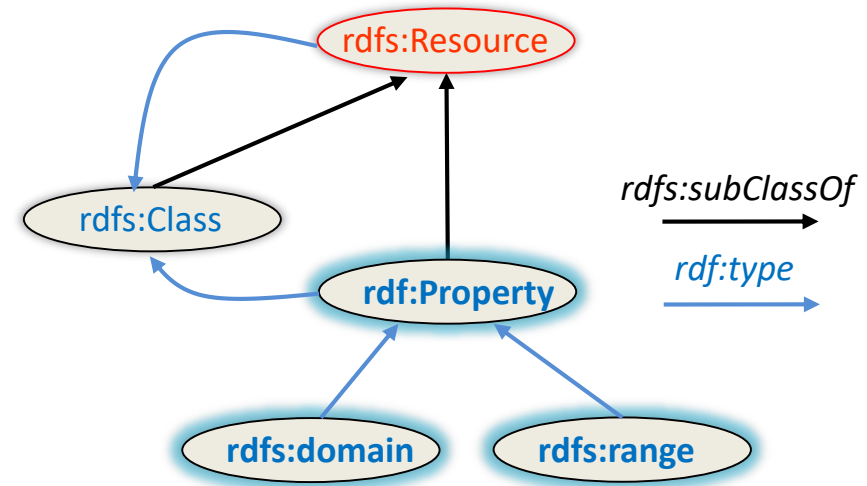 rdfs:Resource
rdfs:subClassOf
rdfs:Class
rdf:type
rdf:Property
rdfs:domain
rdfs:range